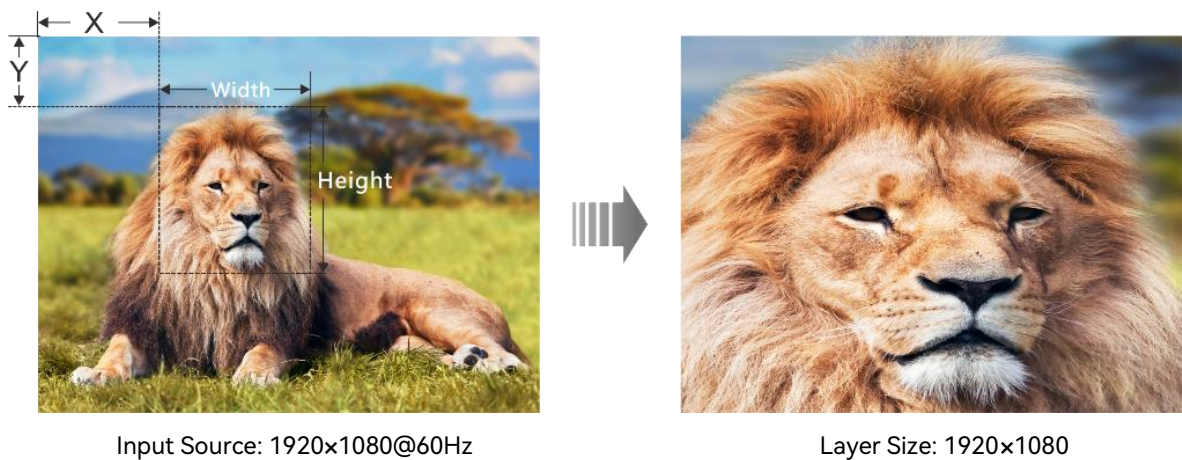 X
Y
Width
Height
Input Source: 1920×1080@60Hz
Layer Size: 1920×1080